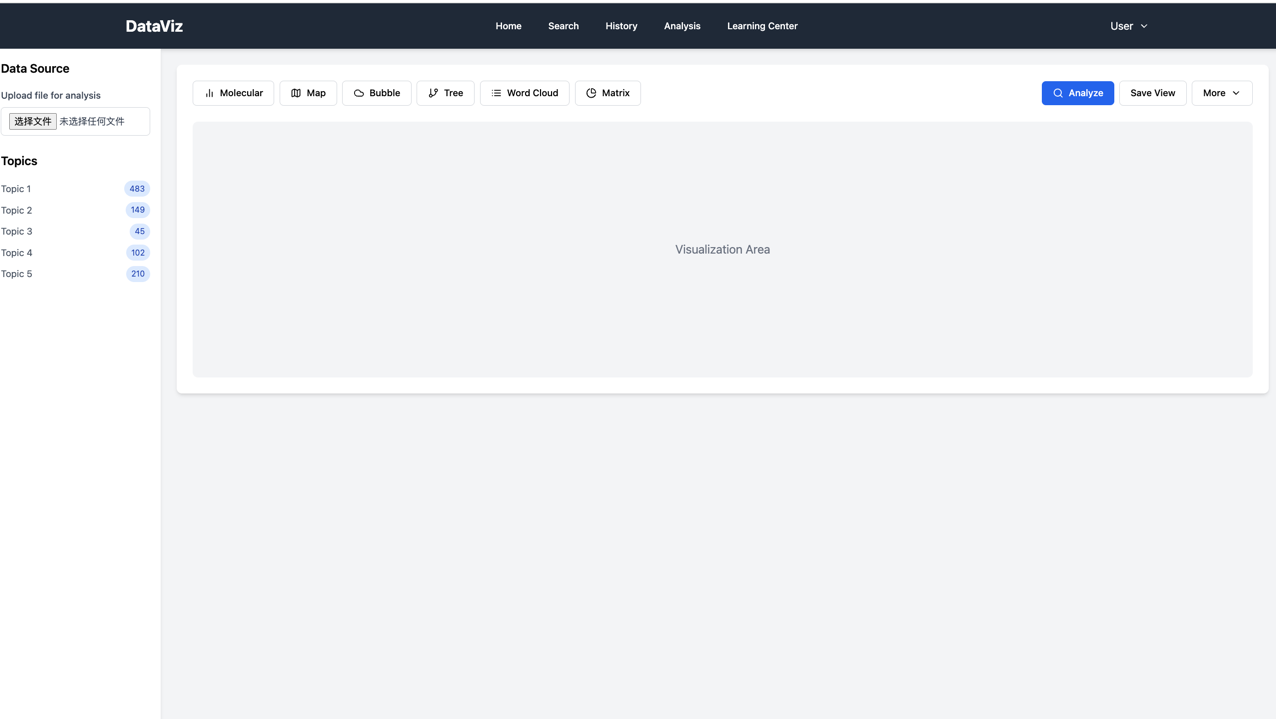 DataViz Home Search History Analysis Learning Center User
Data Source
Upload file for analysis
选择文件 未选择任何文件
Topics
Topic 1 483
Topic 2 149
Topic 3 45
Topic 4 102
Topic 5 210
Molecular Map Bubble Tree Word Cloud Matrix Analyze Save View More
Visualization Area